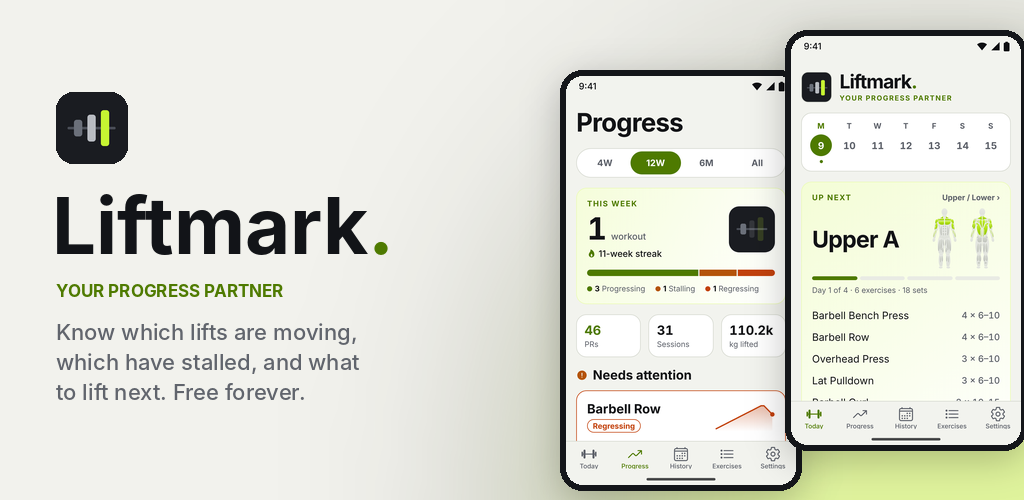 Liftmark.
YOUR PROGRESS PARTNER
Know which lifts are moving,
which have stalled, and what
to lift next. Free forever.
9:41
Progress
4W 12W 6M All
THIS WEEK
1 workout
11-week streak
3 Progressing 1 Stalling 1 Regressing
46 31 110.2k
PRs Sessions kg lifted
Needs attention
Barbell Row
Regressing
Today Progress History Exercises Settings
9:41
Liftmark.
YOUR PROGRESS PARTNER
M T W T F S S
9 10 11 12 13 14 15
UP NEXT Upper / Lower ›
Upper A
Day 1 of 4 · 6 exercises · 18 sets
Barbell Bench Press 4 × 6–10
Barbell Row 4 × 6–10
Overhead Press 3 × 6–10
Lat Pulldown 3 × 6–10
Barbell Curl
Today Progress History Exercises Settings